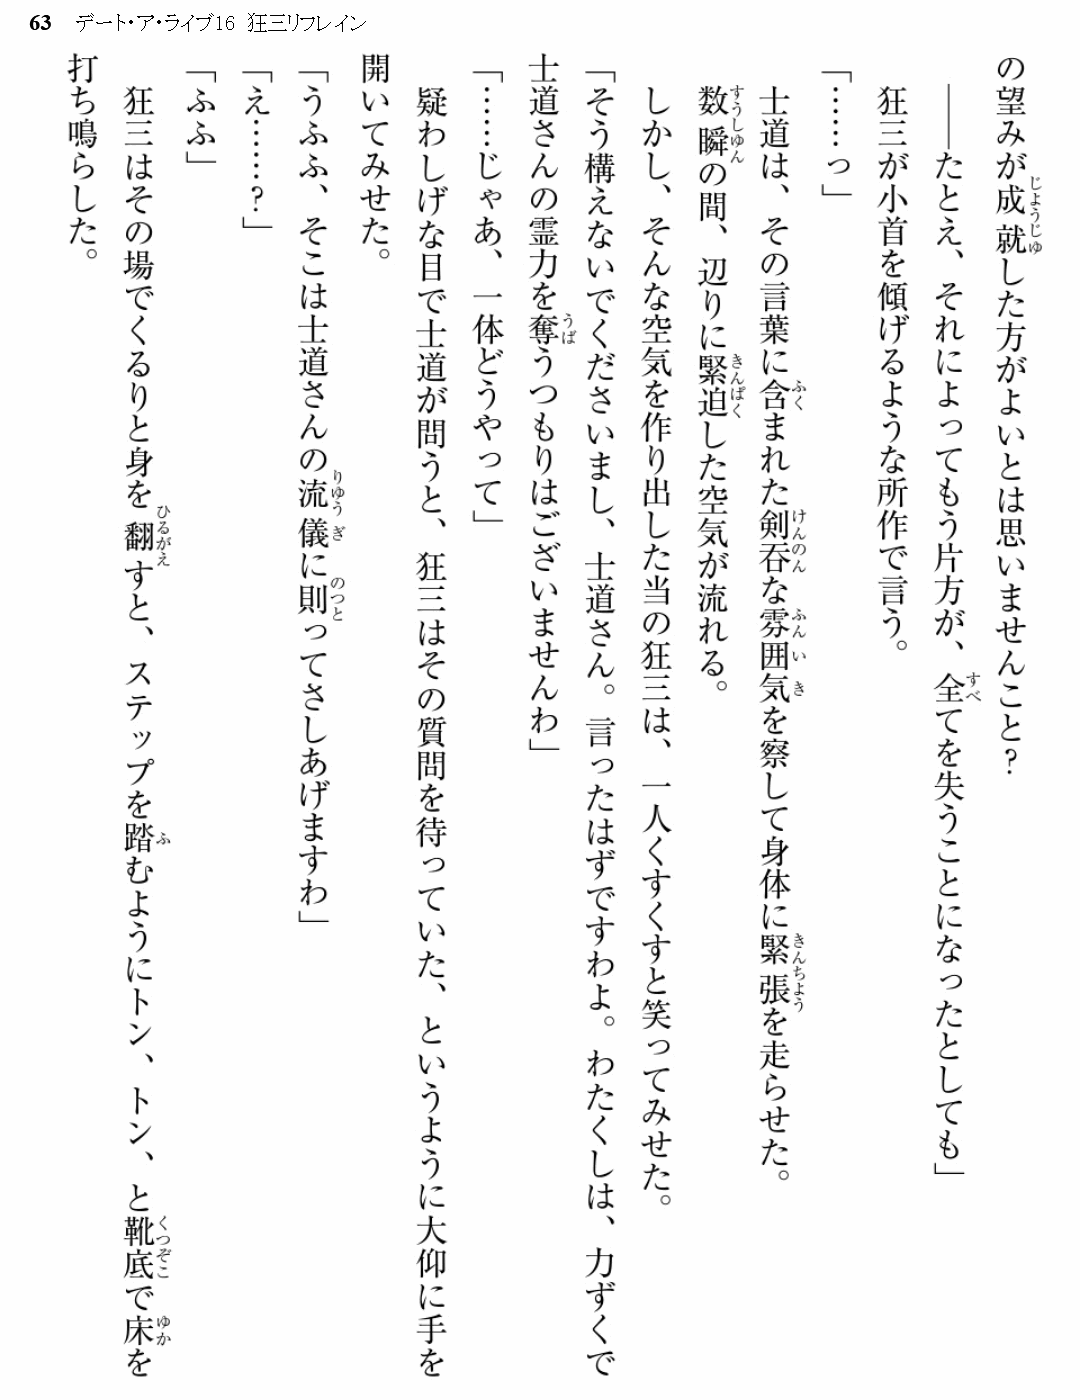 63 デート・ア・ライブ16 狂三リフレイン
の望みが成就した方がよいとは思いませんこと?
――たとえ、それによってもう片方が、全てを失うことになったとしても」
狂三が小首を傾げるような所作で言う。
「……っ」
士道は、その言葉に含まれた剣呑な雰囲気を察して身体に緊張を走らせた。
数瞬の間、辺りに緊迫した空気が流れる。
しかし、そんな空気を作り出した当の狂三は、一人くすくすと笑ってみせた。
「そう構えないでくださいまし、士道さん。言ったはずですわよ。わたくしは、力ずくで
士道さんの霊力を奪うつもりはございませんわ」
「……じゃあ、一体どうやって」
疑わしげな目で士道が問うと、狂三はその質問を待っていた、というように大仰に手を
開いてみせた。
「うふふ、そこは士道さんの流儀に則ってさしあげますわ」
「え……?」
「ふふ」
狂三はその場でくるりと身を翻すと、ステップを踏むようにトン、トン、と靴底で床を
打ち鳴らした。